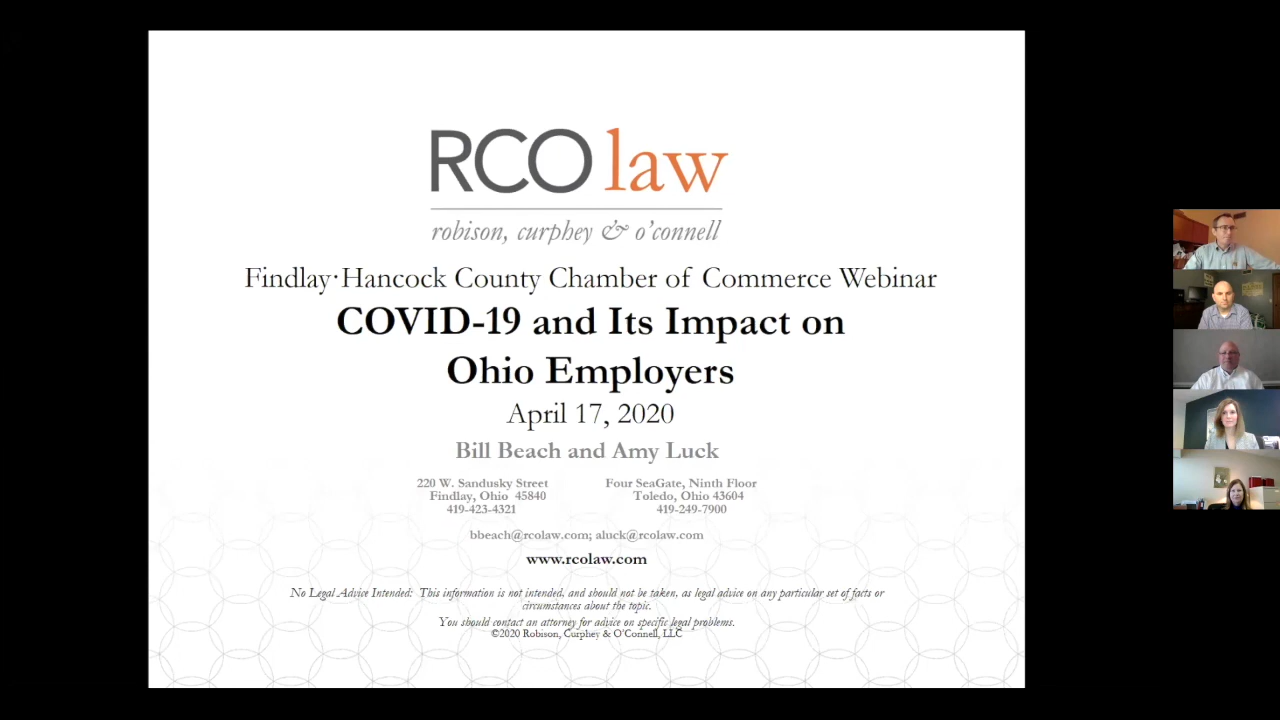 RCO law
robison, curphey & o'connell
Findlay·Hancock County Chamber of Commerce Webinar
COVID-19 and Its Impact on
Ohio Employers
April 17, 2020
Bill Beach and Amy Luck
220 W. Sandusky Street
Findlay, Ohio 45840
419-423-4321
Four SeaGate, Ninth Floor
Toledo, Ohio 43604
419-249-7900
bbeach@rcolaw.com; aluck@rcolaw.com
www.rcolaw.com
No Legal Advice Intended: This information is not intended, and should not be taken, as legal advice on any particular set of facts or
circumstances about the topic.
You should contact an attorney for advice on specific legal problems.
©2020 Robison, Curphey & O'Connell, LLC